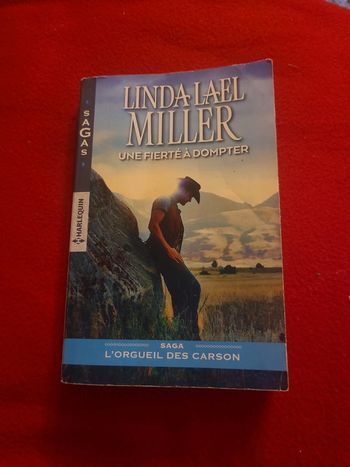 SAGAS
HARLEQUIN
LINDA LAEL
MILLER
UNE FIERTÉ À DOMPTER
SAGA
L'ORGUEIL DES CARSON